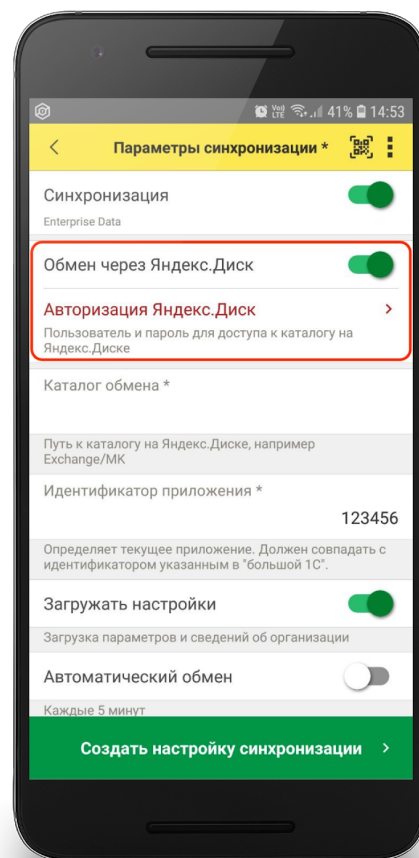 Vo)) LTE 41% 14:53
Параметры синхронизации *
Синхронизация
Enterprise Data
Обмен через Яндекс.Диск
Авторизация Яндекс.Диск
Пользователь и пароль для доступа к каталогу на
Яндекс.Диске
Каталог обмена *
Путь к каталогу на Яндекс.Диске, например
Exchange/MK
Идентификатор приложения *
123456
Определяет текущее приложение. Должен совпадать с
идентификатором указанным в "большой 1С".
Загружать настройки
Загрузка параметров и сведений об организации
Автоматический обмен
Каждые 5 минут
Создать настройку синхронизации